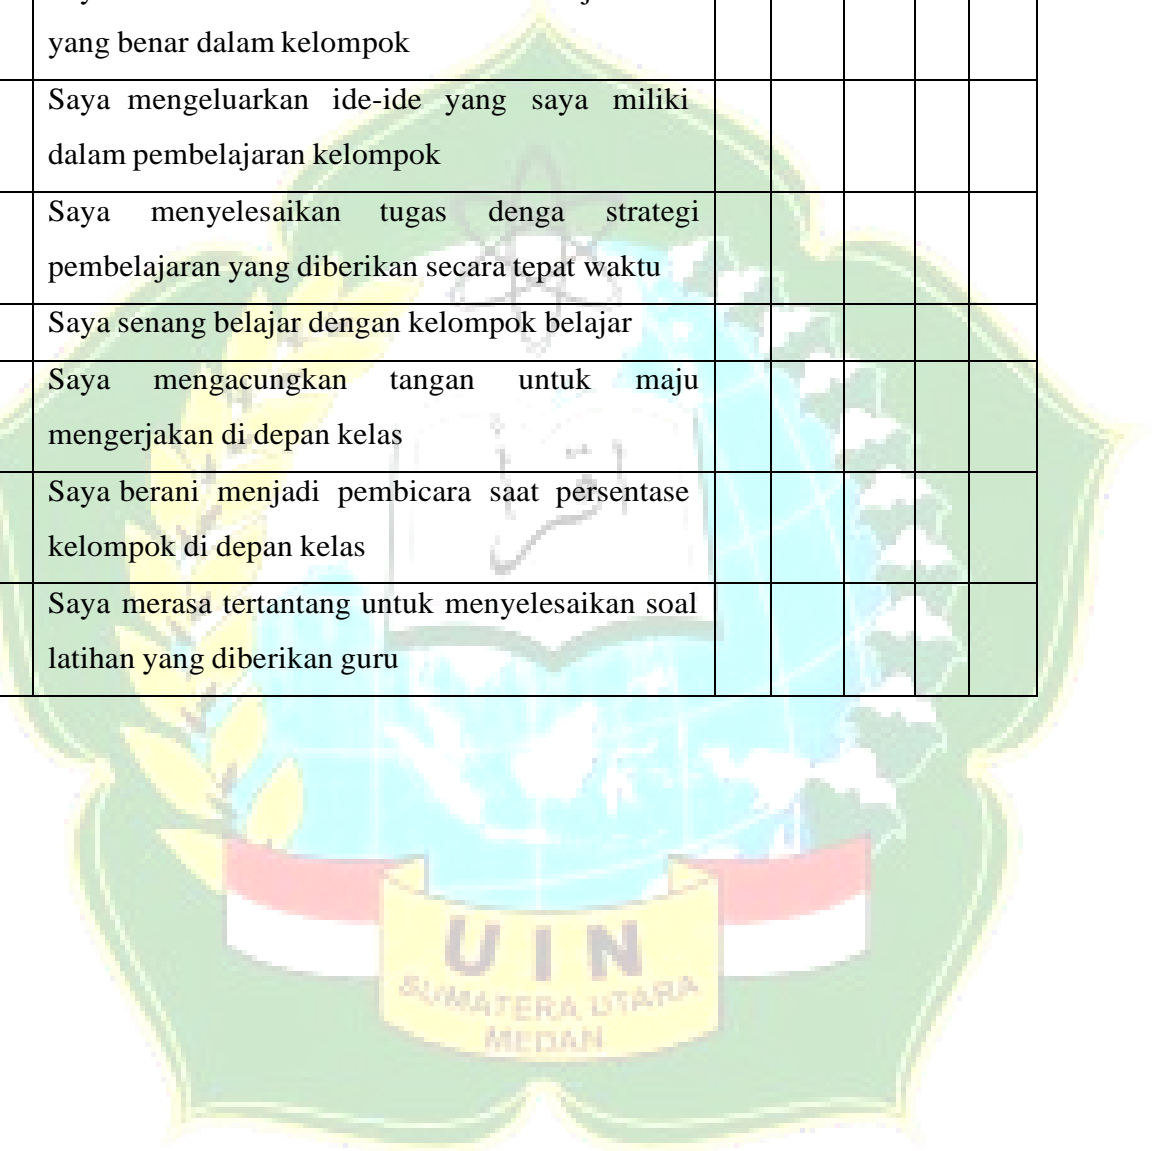 yang benar dalam kelompok
Saya mengeluarkan ide-ide yang saya miliki
dalam pembelajaran kelompok
Saya menyelesaikan tugas denga strategi
pembelajaran yang diberikan secara tepat waktu
Saya senang belajar dengan kelompok belajar
Saya mengacungkan tangan untuk maju
mengerjakan di depan kelas
Saya berani menjadi pembicara saat persentase
kelompok di depan kelas
Saya merasa tertantang untuk menyelesaikan soal
latihan yang diberikan guru
UIN
SUMATERA UTARA
MEDAN